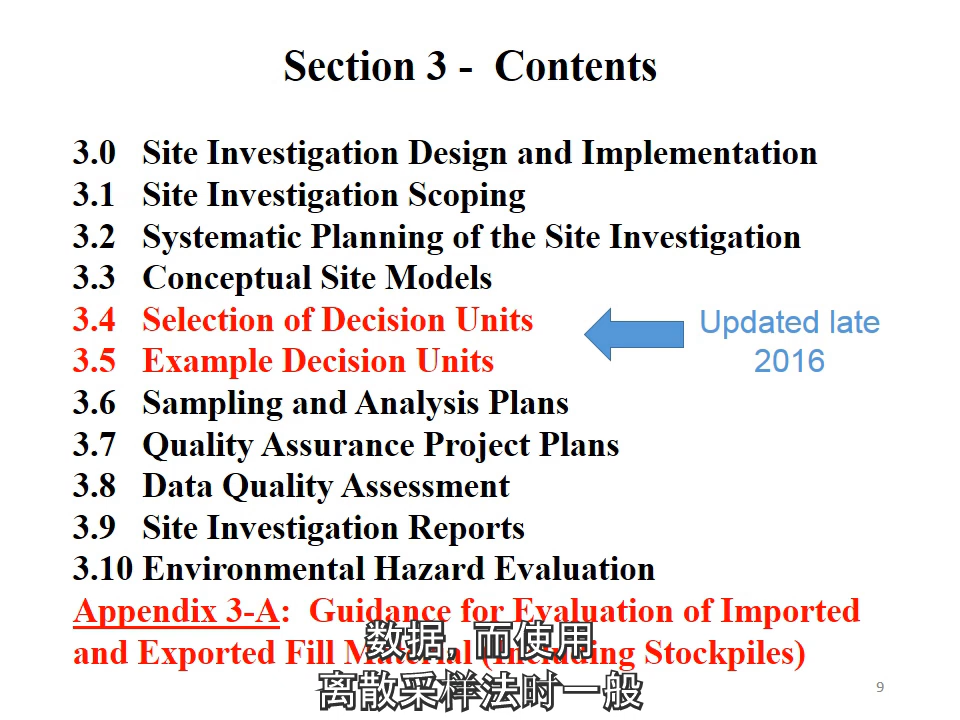 Section 3 - Contents
3.0 Site Investigation Design and Implementation
3.1 Site Investigation Scoping
3.2 Systematic Planning of the Site Investigation
3.3 Conceptual Site Models
3.4 Selection of Decision Units
3.5 Example Decision Units
Updated late
2016
3.6 Sampling and Analysis Plans
3.7 Quality Assurance Project Plans
3.8 Data Quality Assessment
3.9 Site Investigation Reports
3.10 Environmental Hazard Evaluation
Appendix 3-A: Guidance for Evaluation of Imported
and Exported Fill Material (Including Stockpiles)
数据, 而使用
离散采样法时一般
9